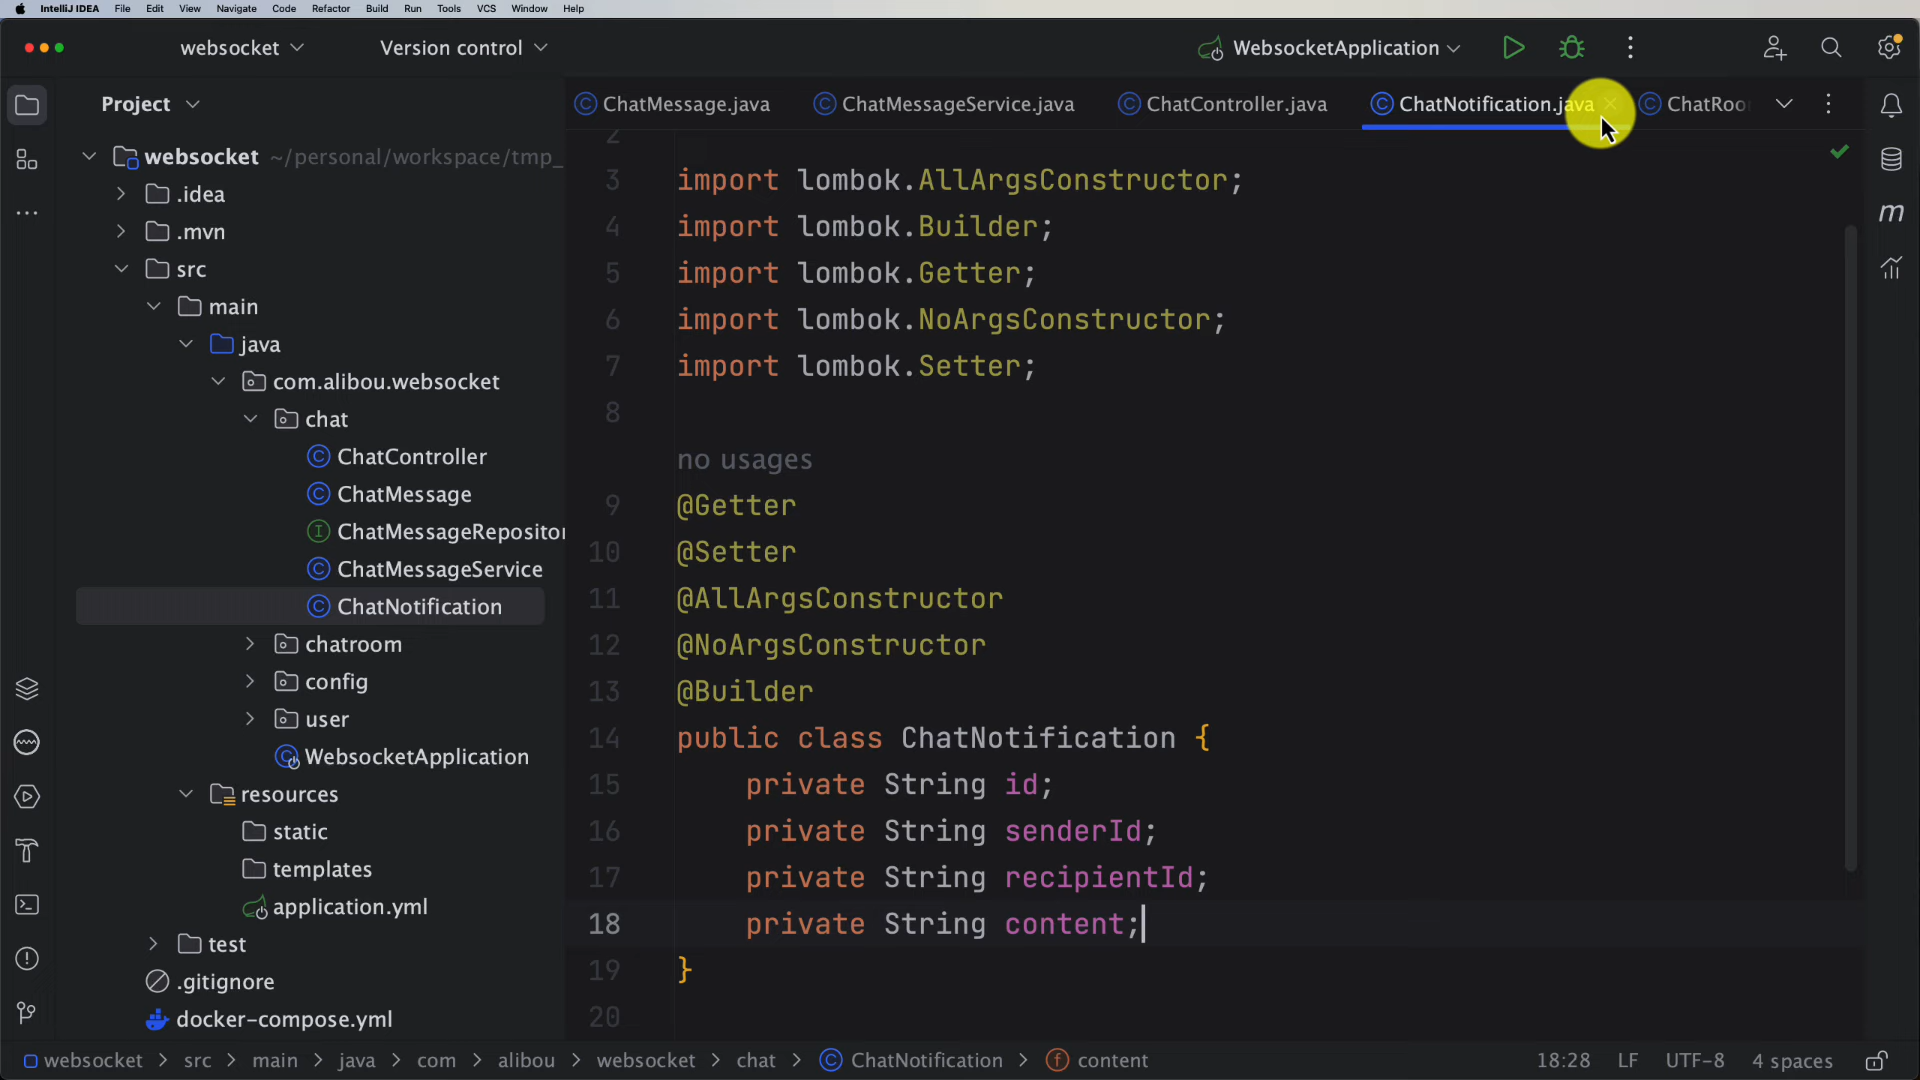 IntelliJ IDEA File Edit View Navigate Code Refactor Build Run Tools VCS Window Help
websocket Version control WebsocketApplication
Project
ChatMessage.java ChatMessageService.java ChatController.java ChatNotification.java ChatRoo
websocket ~/personal/workspace/tmp_
.idea
.mvn
src
main
java
com.alibou.websocket
chat
ChatController
ChatMessage
ChatMessageRepositor
ChatMessageService
ChatNotification
chatroom
config
user
WebsocketApplication
resources
static
templates
application.yml
test
.gitignore
docker-compose.yml
2
3 import lombok.AllArgsConstructor;
4 import lombok.Builder;
5 import lombok.Getter;
6 import lombok.NoArgsConstructor;
7 import lombok.Setter;
8
no usages
9 @Getter
10 @Setter
11 @AllArgsConstructor
12 @NoArgsConstructor
13 @Builder
14 public class ChatNotification {
15 private String id;
16 private String senderId;
17 private String recipientId;
18 private String content;
19 }
20
m
websocket > src > main > java > com > alibou > websocket > chat > ChatNotification > content 18:28 LF UTF-8 4 spaces